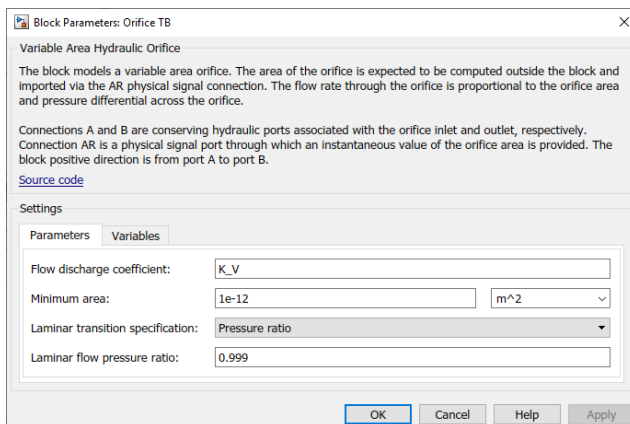 Block Parameters: Orifice TB
Variable Area Hydraulic Orifice
The block models a variable area orifice. The area of the orifice is expected to be computed outside the block and
imported via the AR physical signal connection. The flow rate through the orifice is proportional to the orifice area
and pressure differential across the orifice.
Connections A and B are conserving hydraulic ports associated with the orifice inlet and outlet, respectively.
Connection AR is a physical signal port through which an instantaneous value of the orifice area is provided. The
block positive direction is from port A to port B.
Source code
Settings
Parameters Variables
Flow discharge coefficient: K_V
Minimum area: 1e-12 m^2
Laminar transition specification: Pressure ratio
Laminar flow pressure ratio: 0.999
OK Cancel Help Apply